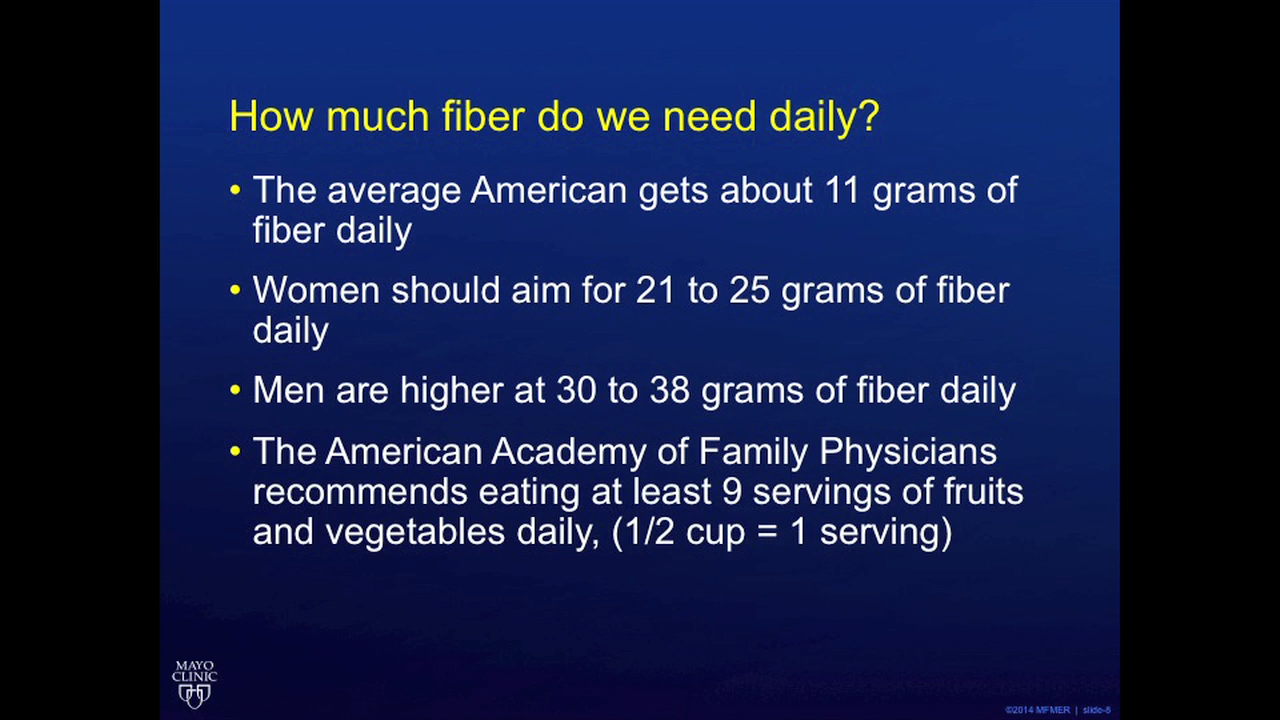 How much fiber do we need daily?
• The average American gets about 11 grams of
fiber daily
• Women should aim for 21 to 25 grams of fiber
daily
• Men are higher at 30 to 38 grams of fiber daily
• The American Academy of Family Physicians
recommends eating at least 9 servings of fruits
and vegetables daily, (1/2 cup = 1 serving)
MAYO
CLINIC
©2014 MFMER | slide-8